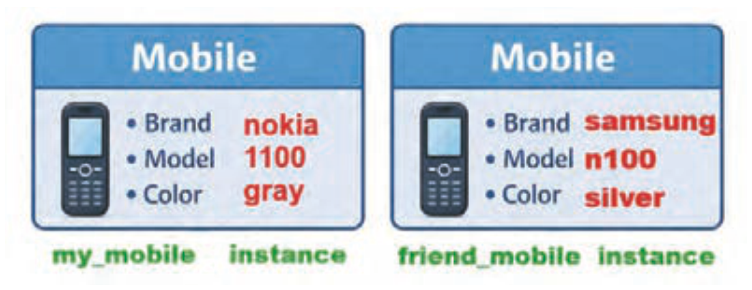 Mobile
• Brand nokia
• Model 1100
• Color gray
my_mobile instance
Mobile
• Brand samsung
• Model n100
• Color silver
friend_mobile instance